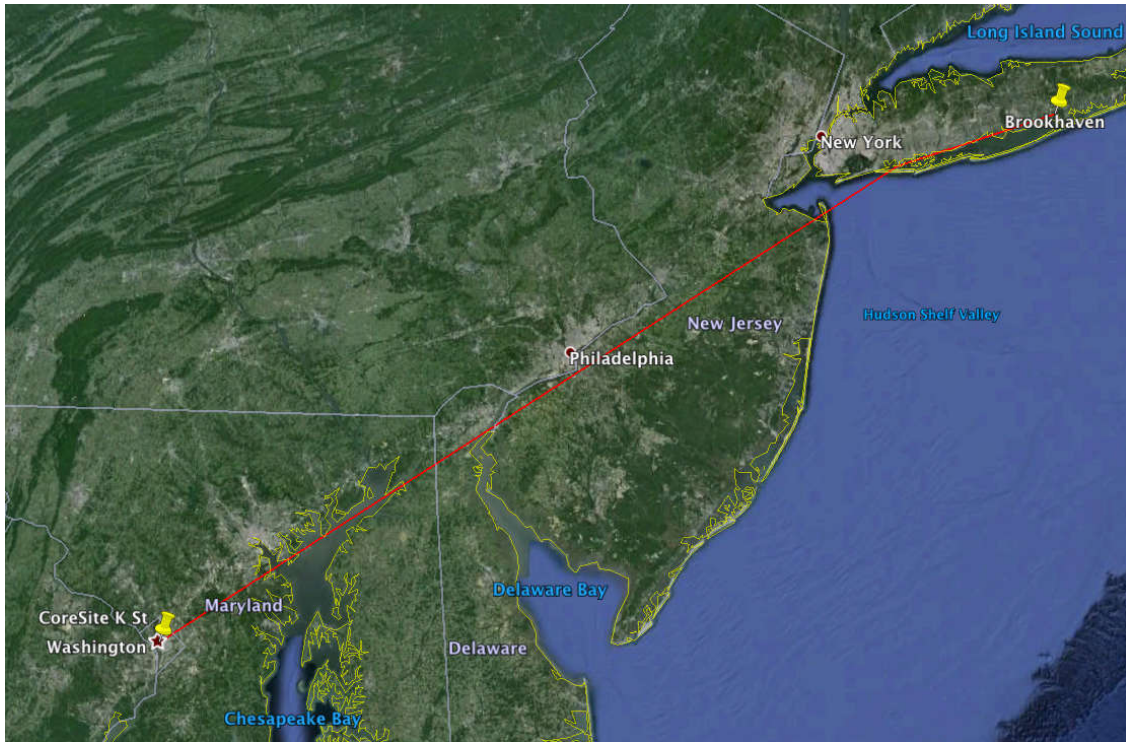 Long Island Sound
Brookhaven
New York
Hudson Shelf Valley
New Jersey
Philadelphia
Delaware Bay
Maryland
CoreSite K St
Washington
Delaware
Chesapeake Bay